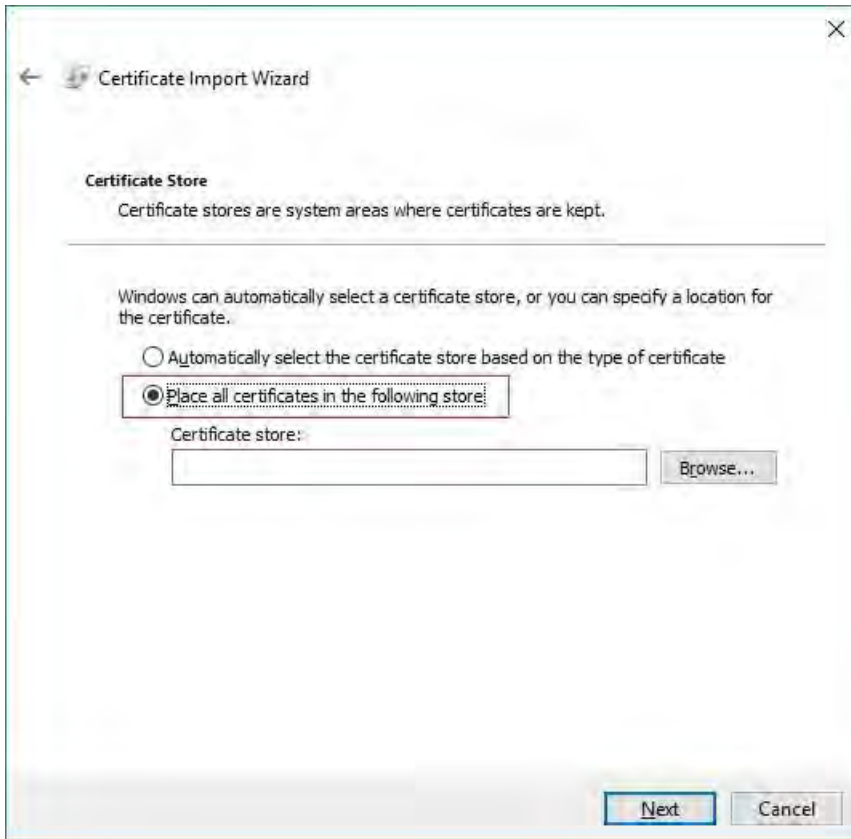 Certificate Import Wizard
Certificate Store
Certificate stores are system areas where certificates are kept.
Windows can automatically select a certificate store, or you can specify a location for
the certificate.
Automatically select the certificate store based on the type of certificate
Place all certificates in the following store
Certificate store:
Browse...
Next
Cancel